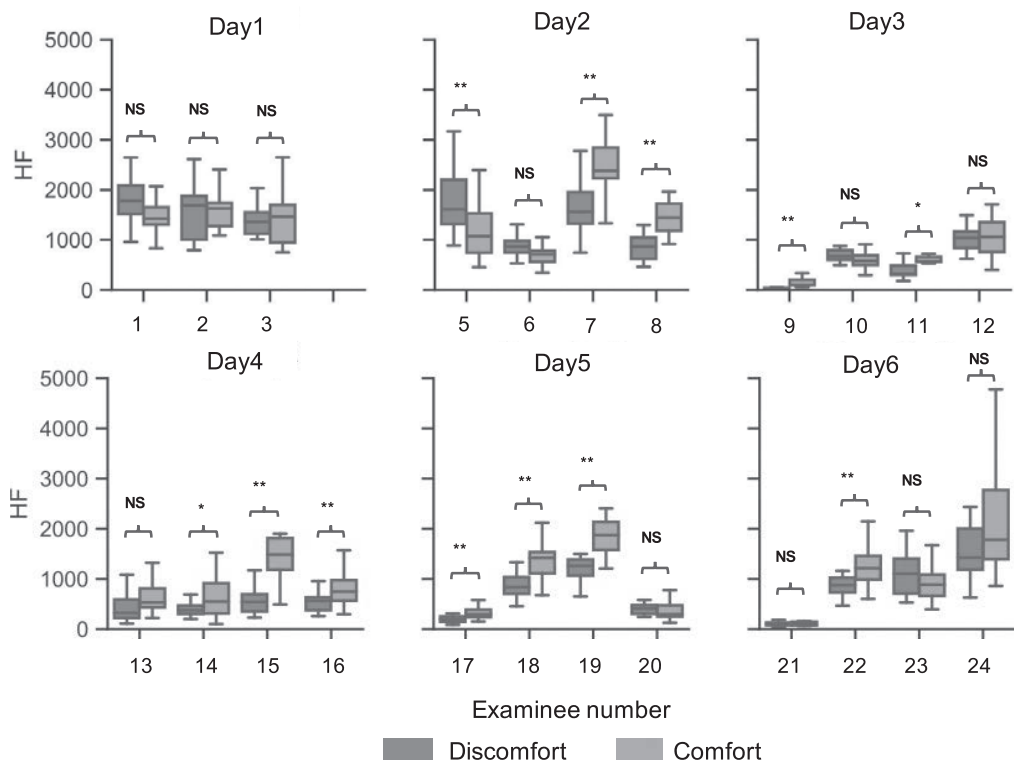 Day1
Day2
Day3
5000
4000
3000
2000
1000
0
HF
NS
NS
NS
**
NS
**
**
**
NS
*
NS
1 2 3
5 6 7 8
9 10 11 12
Day4
Day5
Day6
5000
4000
3000
2000
1000
0
HF
NS
*
**
**
**
**
**
NS
NS
**
NS
NS
13 14 15 16
17 18 19 20
21 22 23 24
Examinee number
Discomfort Comfort